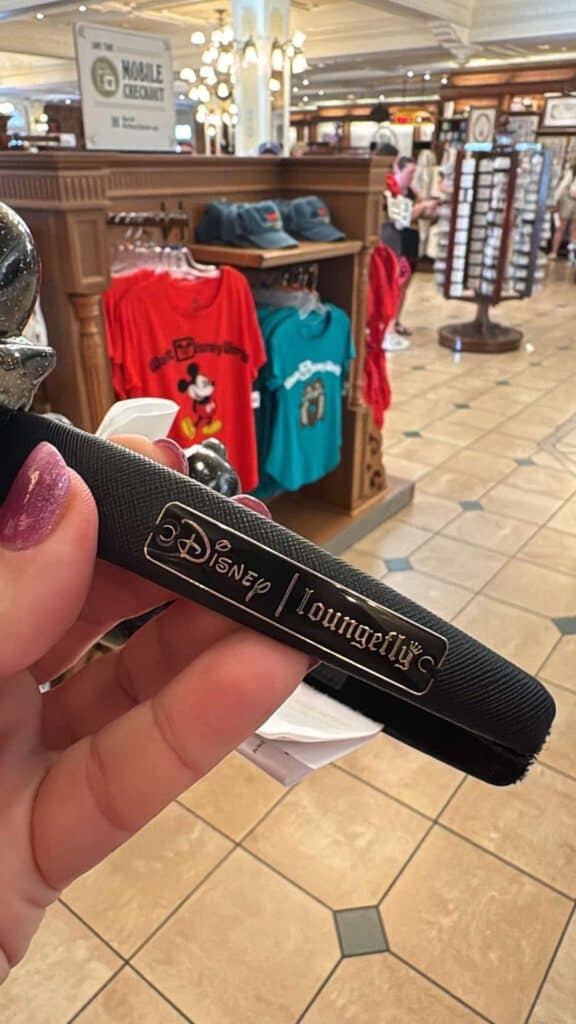 MOBILE
CHECKOUT
Walt Disney World
Disney | loungefly